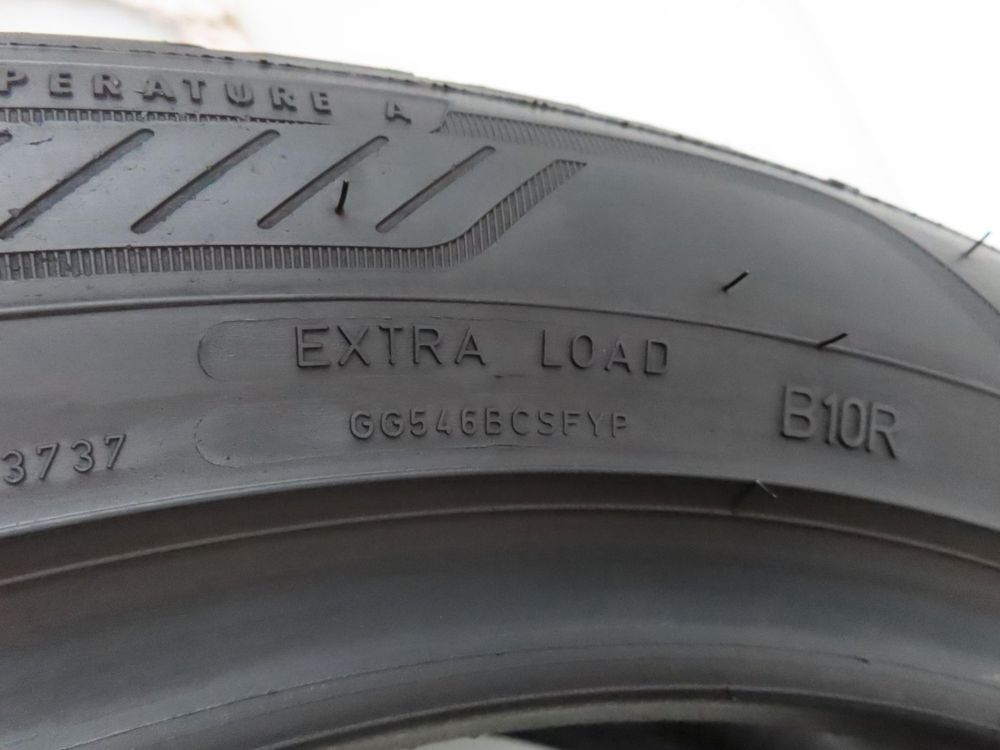 PERATURE A
EXTRA LOAD
GG546BCSFYP
B10R
3737